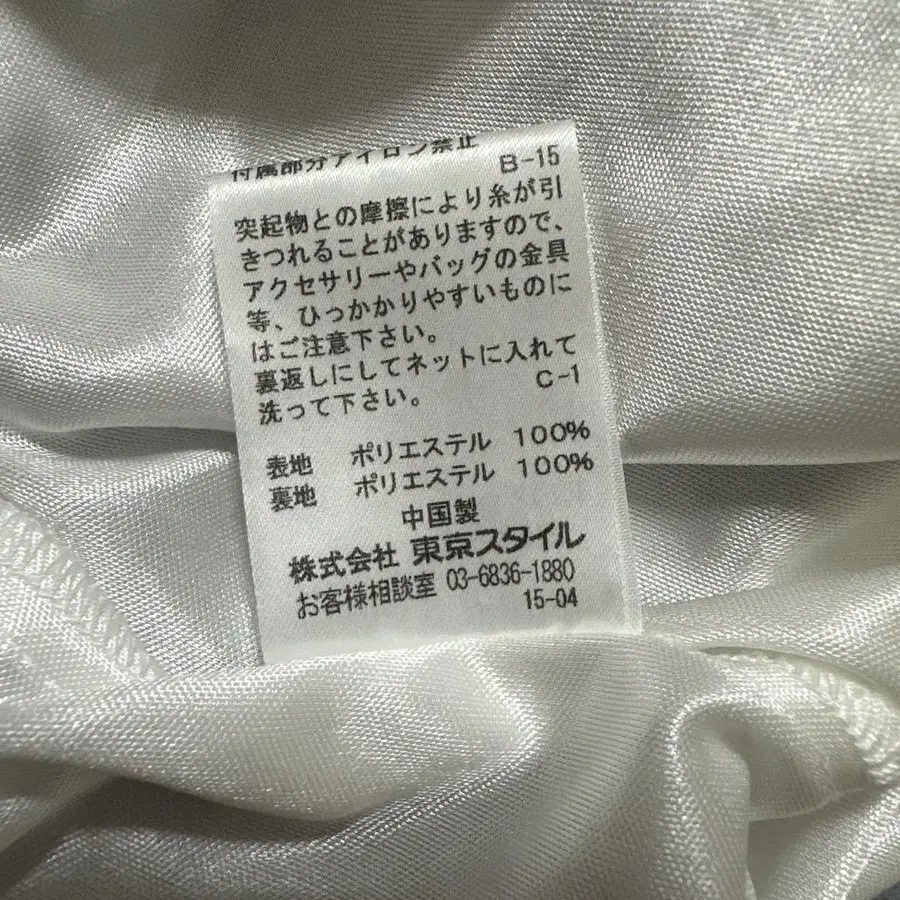 付属部分アイロン禁止
B-15
突起物との摩擦により糸が引
きつれることがありますので、
アクセサリーやバッグの金具
等、ひっかかりやすいものに
はご注意下さい。
裏返しにしてネットに入れて
洗って下さい。 C-1
表地 ポリエステル 100%
裏地 ポリエステル 100%
中国製
株式会社 東京スタイル
お客様相談室 03-6836-1880
15-04